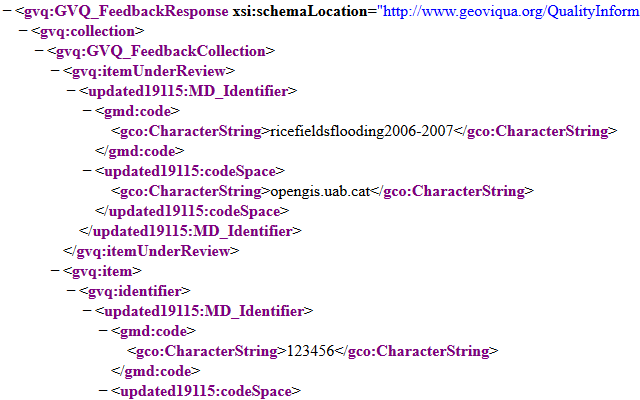 − <gvq:GVQ_FeedbackResponse xsi:schemaLocation="http://www.geoviqua.org/QualityInform
− <gvq:collection>
− <gvq:GVQ_FeedbackCollection>
− <gvq:itemUnderReview>
− <updated19115:MD_Identifier>
− <gmd:code>
<gco:CharacterString>ricefieldsflooding2006-2007</gco:CharacterString>
</gmd:code>
− <updated19115:codeSpace>
<gco:CharacterString>opengis.uab.cat</gco:CharacterString>
</updated19115:codeSpace>
</updated19115:MD_Identifier>
</gvq:itemUnderReview>
− <gvq:item>
− <gvq:identifier>
− <updated19115:MD_Identifier>
− <gmd:code>
<gco:CharacterString>123456</gco:CharacterString>
</gmd:code>
− <updated19115:codeSpace>